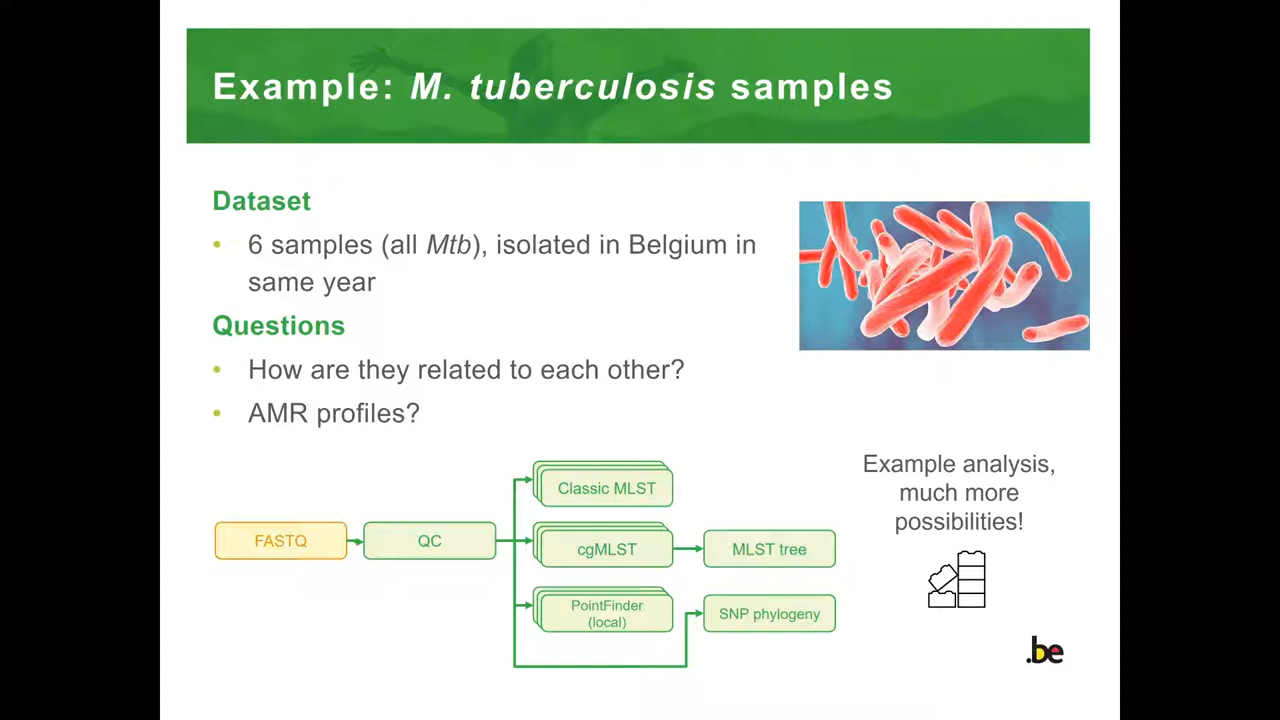 Example: M. tuberculosis samples
Dataset
• 6 samples (all Mtb), isolated in Belgium in
same year
Questions
• How are they related to each other?
• AMR profiles?
Example analysis,
much more
possibilities!
Classic MLST
FASTQ
QC
cgMLST
MLST tree
PointFinder
(local)
SNP phylogeny
.be